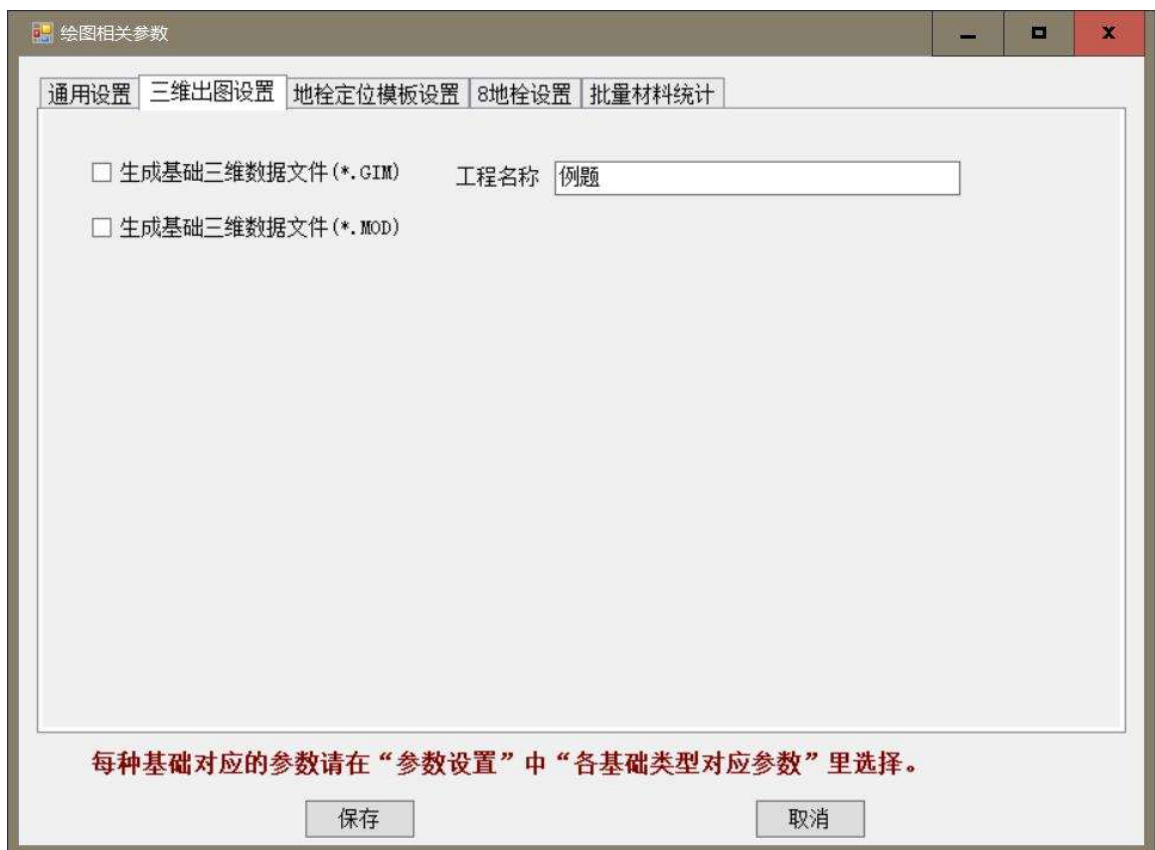 绘图相关参数
通用设置 三维出图设置 地栓定位模板设置 8地栓设置 批量材料统计
生成基础三维数据文件(*.GIM) 工程名称 例题
生成基础三维数据文件(*.MOD)
每种基础对应的参数请在“参数设置”中“各基础类型对应参数”里选择。
保存 取消